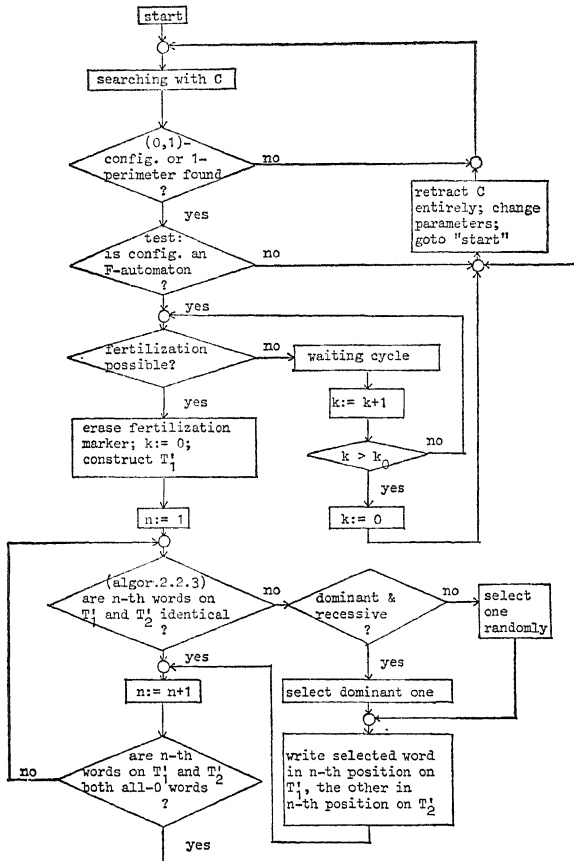 start
searching with C
(0,1)-
config. or 1-
perimeter found
?
no
yes
retract C
entirely; change
parameters;
goto "start"
test:
is config. an
F-automaton
?
no
yes
fertilization
possible?
no
waiting cycle
k:= k+1
yes
erase fertilization
marker; k:= 0;
construct T'₁
k > k₀
no
yes
k:= 0
n:= 1
(algor.2.2.3)
are n-th words on
T'₁ and T'₂ identical
?
no
dominant &
recessive
?
no
select
one
randomly
yes
n:= n+1
yes
select dominant one
are n-th
words on T'₁ and T'₂
both all-0 words
?
no
yes
write selected word
in n-th position on
T'₁, the other in
n-th position on T'₂